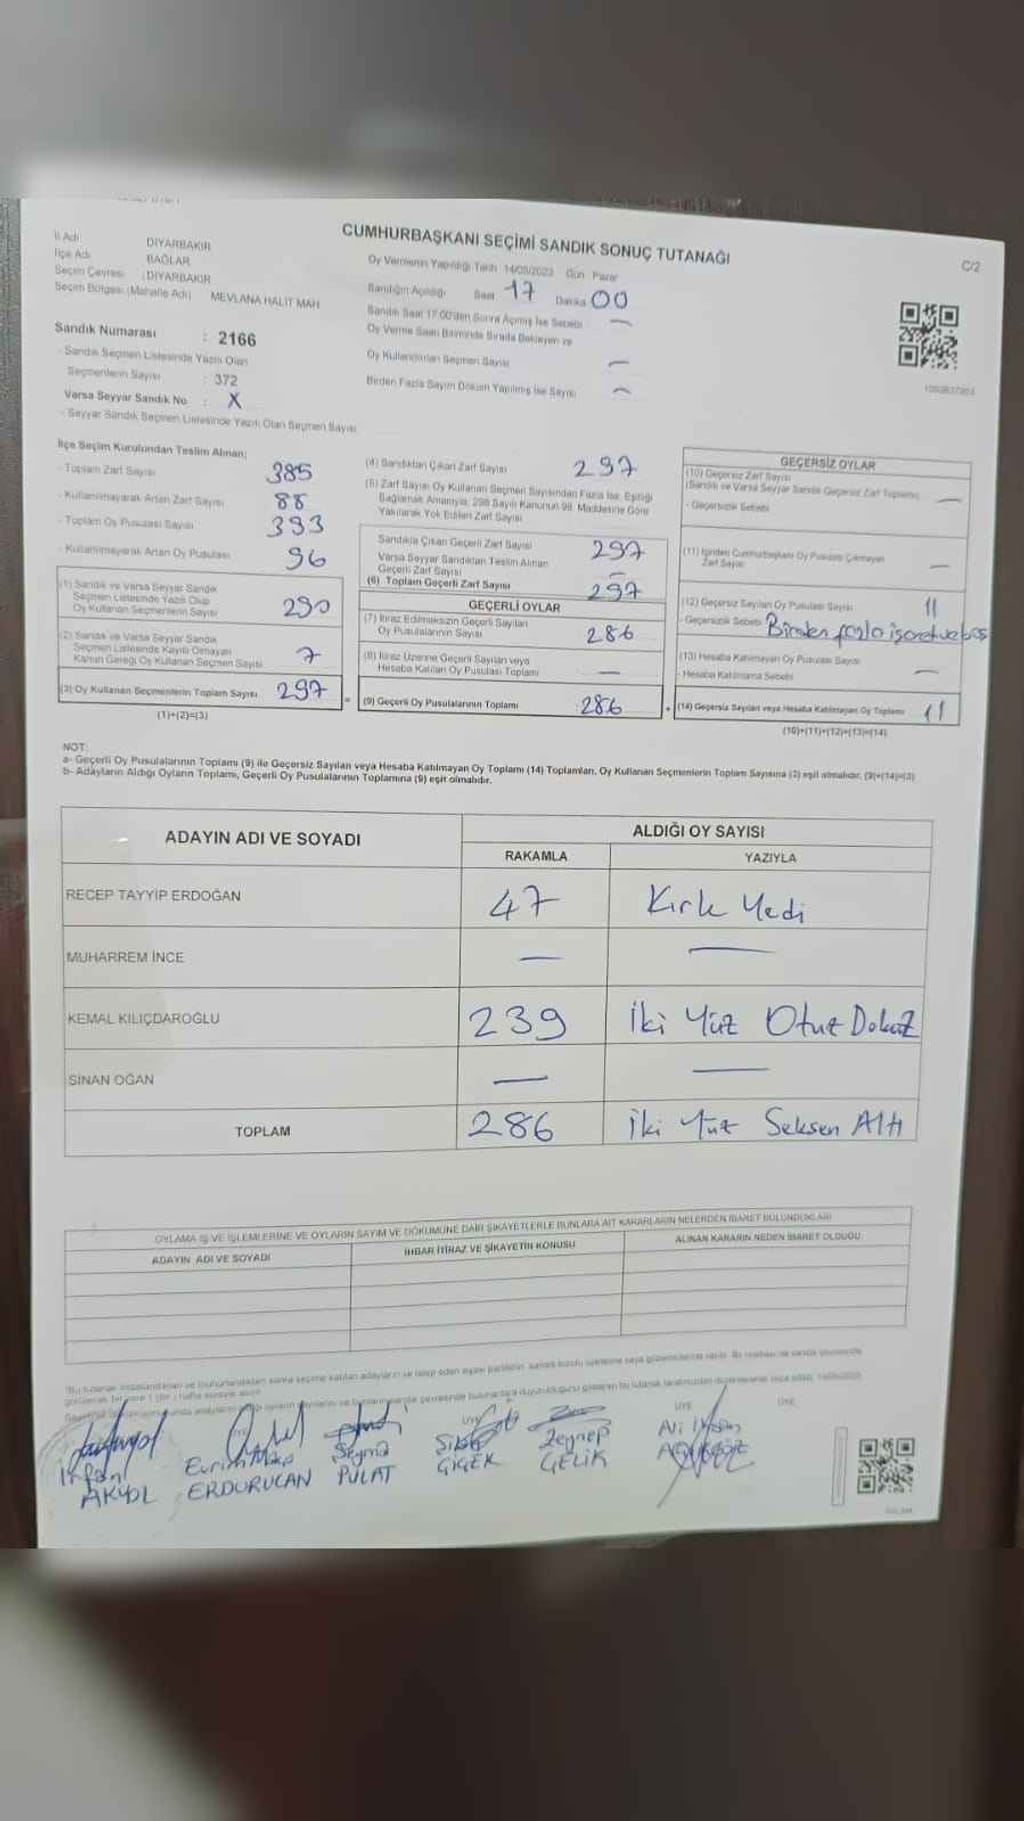 CUMHURBAŞKANI SEÇİMİ SANDIK SONUÇ TUTANAĞI
C/2
İl Adı: DİYARBAKIR
İlçe Adı: BAĞLAR
Seçim Çevresi: DİYARBAKIR
Seçim Bölgesi (Mahalle Adı) MEVLANA HALİT MAH
Sandık Numarası : 2166
- Sandık Seçmen Listesinde Yazılı Olan
Seçmenlerin Sayısı : 372
Varsa Seyyar Sandık No : X
- Seyyar Sandık Seçmen Listesinde Yazılı Olan Seçmen Sayısı
Oy Vermenin Yapıldığı Tarih 14/05/2023 Gün Pazar
Sandığın Açıldığı Saat 17 Dakika 00
Sandık Saat 17.00'den Sonra Açılmış İse Sebebi —
Oy Verme Saati Bitiminde Sırada Bekleyen ve
Oy Kullandırılan Seçmen Sayısı —
Birden Fazla Sayım Döküm Yapılmış İse Sayısı —
İlçe Seçim Kurulundan Teslim Alınan;
- Toplam Zarf Sayısı 385
- Kullanılmayarak Artan Zarf Sayısı 88
- Toplam Oy Pusulası Sayısı 393
- Kullanılmayarak Artan Oy Pusulası 96
(1) Sandık ve Varsa Seyyar Sandık
Seçmen Listesinde Yazılı Olup
Oy Kullanan Seçmenlerin Sayısı 290
(2) Sandık ve Varsa Seyyar Sandık
Seçmen Listesinde Kayıtlı Olmayan
Kanun Gereği Oy Kullanan Seçmen Sayısı 7
(3) Oy Kullanan Seçmenlerin Toplam Sayısı 297
(1)+(2)=(3)
(4) Sandıktan Çıkan Zarf Sayısı 297
(5) Zarf Sayısı Oy Kullanan Seçmen Sayısından Fazla İse, Eşitliği
Sağlamak Amacıyla, 298 Sayılı Kanunun 98. Maddesine Göre
Yakılarak Yok Edilen Zarf Sayısı
Sandıkta Çıkan Geçerli Zarf Sayısı 297
Varsa Seyyar Sandıktan Teslim Alınan
Geçerli Zarf Sayısı —
(6) Toplam Geçerli Zarf Sayısı 297
GEÇERLİ OYLAR
(7) İtiraz Edilmeksizin Geçerli Sayılan
Oy Pusulalarının Sayısı 286
(8) İtiraz Üzerine Geçerli Sayılan veya
Hesaba Katılan Oy Pusulası Toplamı —
= (9) Geçerli Oy Pusulalarının Toplamı 286
GEÇERSİZ OYLAR
(10) Geçersiz Zarf Sayısı
(Sandık ve Varsa Seyyar Sandık Geçersiz Zarf Toplamı) —
- Geçersizlik Sebebi
(11) İçinden Cumhurbaşkanı Oy Pusulası Çıkmayan
Zarf Sayısı —
(12) Geçersiz Sayılan Oy Pusulası Sayısı 11
- Geçersizlik Sebebi Birden fazla işaret ve boş
(13) Hesaba Katılmayan Oy Pusulası Sayısı
- Hesaba Katılmama Sebebi —
+ (14) Geçersiz Sayılan veya Hesaba Katılmayan Oy Toplamı 11
(10)+(11)+(12)+(13)=(14)
NOT:
a- Geçerli Oy Pusulalarının Toplamı (9) ile Geçersiz Sayılan veya Hesaba Katılmayan Oy Toplamı (14) Toplamları, Oy Kullanan Seçmenlerin Toplam Sayısına (3) eşit olmalıdır. (9)+(14)=(3)
b- Adayların Aldığı Oyların Toplamı, Geçerli Oy Pusulalarının Toplamına (9) eşit olmalıdır.
ADAYIN ADI VE SOYADI
ALDIĞI OY SAYISI
RAKAMLA YAZIYLA
RECEP TAYYİP ERDOĞAN 47 Kırk Yedi
MUHARREM İNCE — —
KEMAL KILIÇDAROĞLU 239 İki Yüz Otuz Dokuz
SİNAN OĞAN — —
TOPLAM 286 İki Yüz Seksen Altı
OYLAMA İŞ VE İŞLEMLERİNE VE OYLARIN SAYIM VE DÖKÜMÜNE DAİR ŞİKAYETLERLE BUNLARA AİT KARARLARIN NELERDEN İBARET BULUNDUKLARI
ADAYIN ADI VE SOYADI
İHBAR İTİRAZ VE ŞİKAYETİN KONUSU
ALINAN KARARIN NEDEN İBARET OLDUĞU
ÜYE
ÜYE
İrfan
AKYOL
ERDURUCAN
Şeyma
PULAT
ÇİÇEK
Zeynep
ÇELİK
Ali